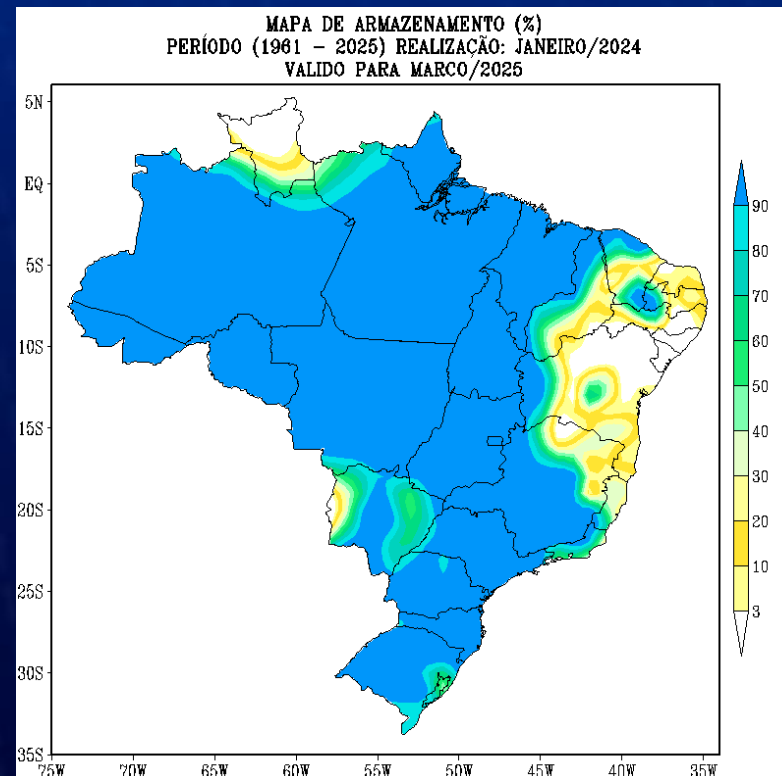 MAPA DE ARMAZENAMENTO (%)
PERÍODO (1961 – 2025) REALIZAÇÃO: JANEIRO/2024
VALIDO PARA MARCO/2025
5N
EQ
5S
10S
15S
20S
25S
30S
35S
75W 70W 65W 60W 55W 50W 45W 40W 35W
90
80
70
60
50
40
30
20
10
3